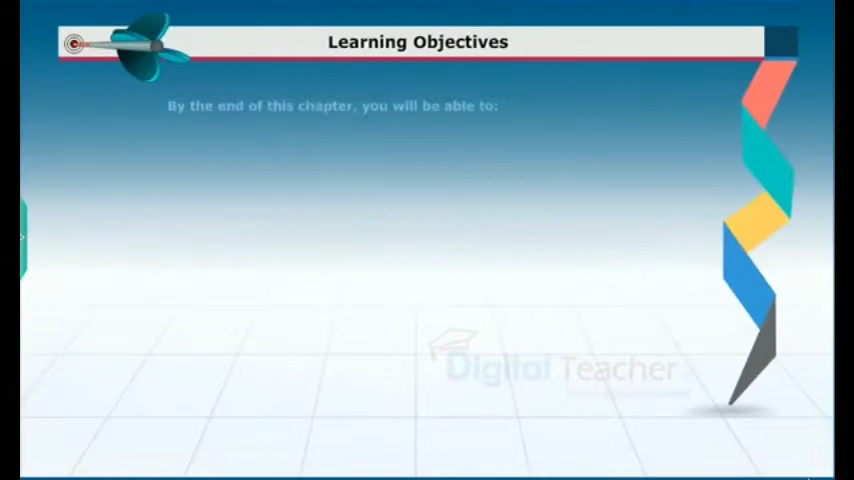 Learning Objectives
By the end of this chapter, you will be able to:
Digital Teacher